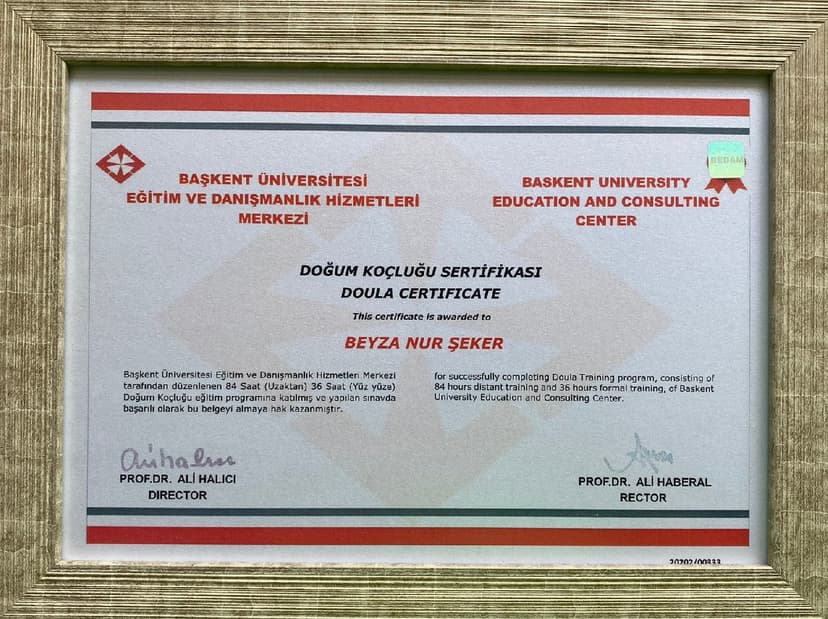 BAŞKENT ÜNİVERSİTESİ
EĞİTİM VE DANIŞMANLIK HİZMETLERİ
MERKEZİ
BASKENT UNIVERSITY
EDUCATION AND CONSULTING
CENTER
BEDAM
DOĞUM KOÇLUĞU SERTİFİKASI
DOULA CERTIFICATE
This certificate is awarded to
BEYZA NUR ŞEKER
Başkent Üniversitesi Eğitim ve Danışmanlık Hizmetleri Merkezi
tarafından düzenlenen 84 Saat (Uzaktan) 36 Saat (Yüz yüze)
Doğum Koçluğu eğitim programına katılmış ve yapılan sınavda
başarılı olarak bu belgeyi almaya hak kazanmıştır.
for successfully completing Doula Training program, consisting of
84 hours distant training and 36 hours formal training, of Baskent
University Education and Consulting Center.
PROF.DR. ALİ HALICI
DIRECTOR
PROF.DR. ALİ HABERAL
RECTOR
20202/00333